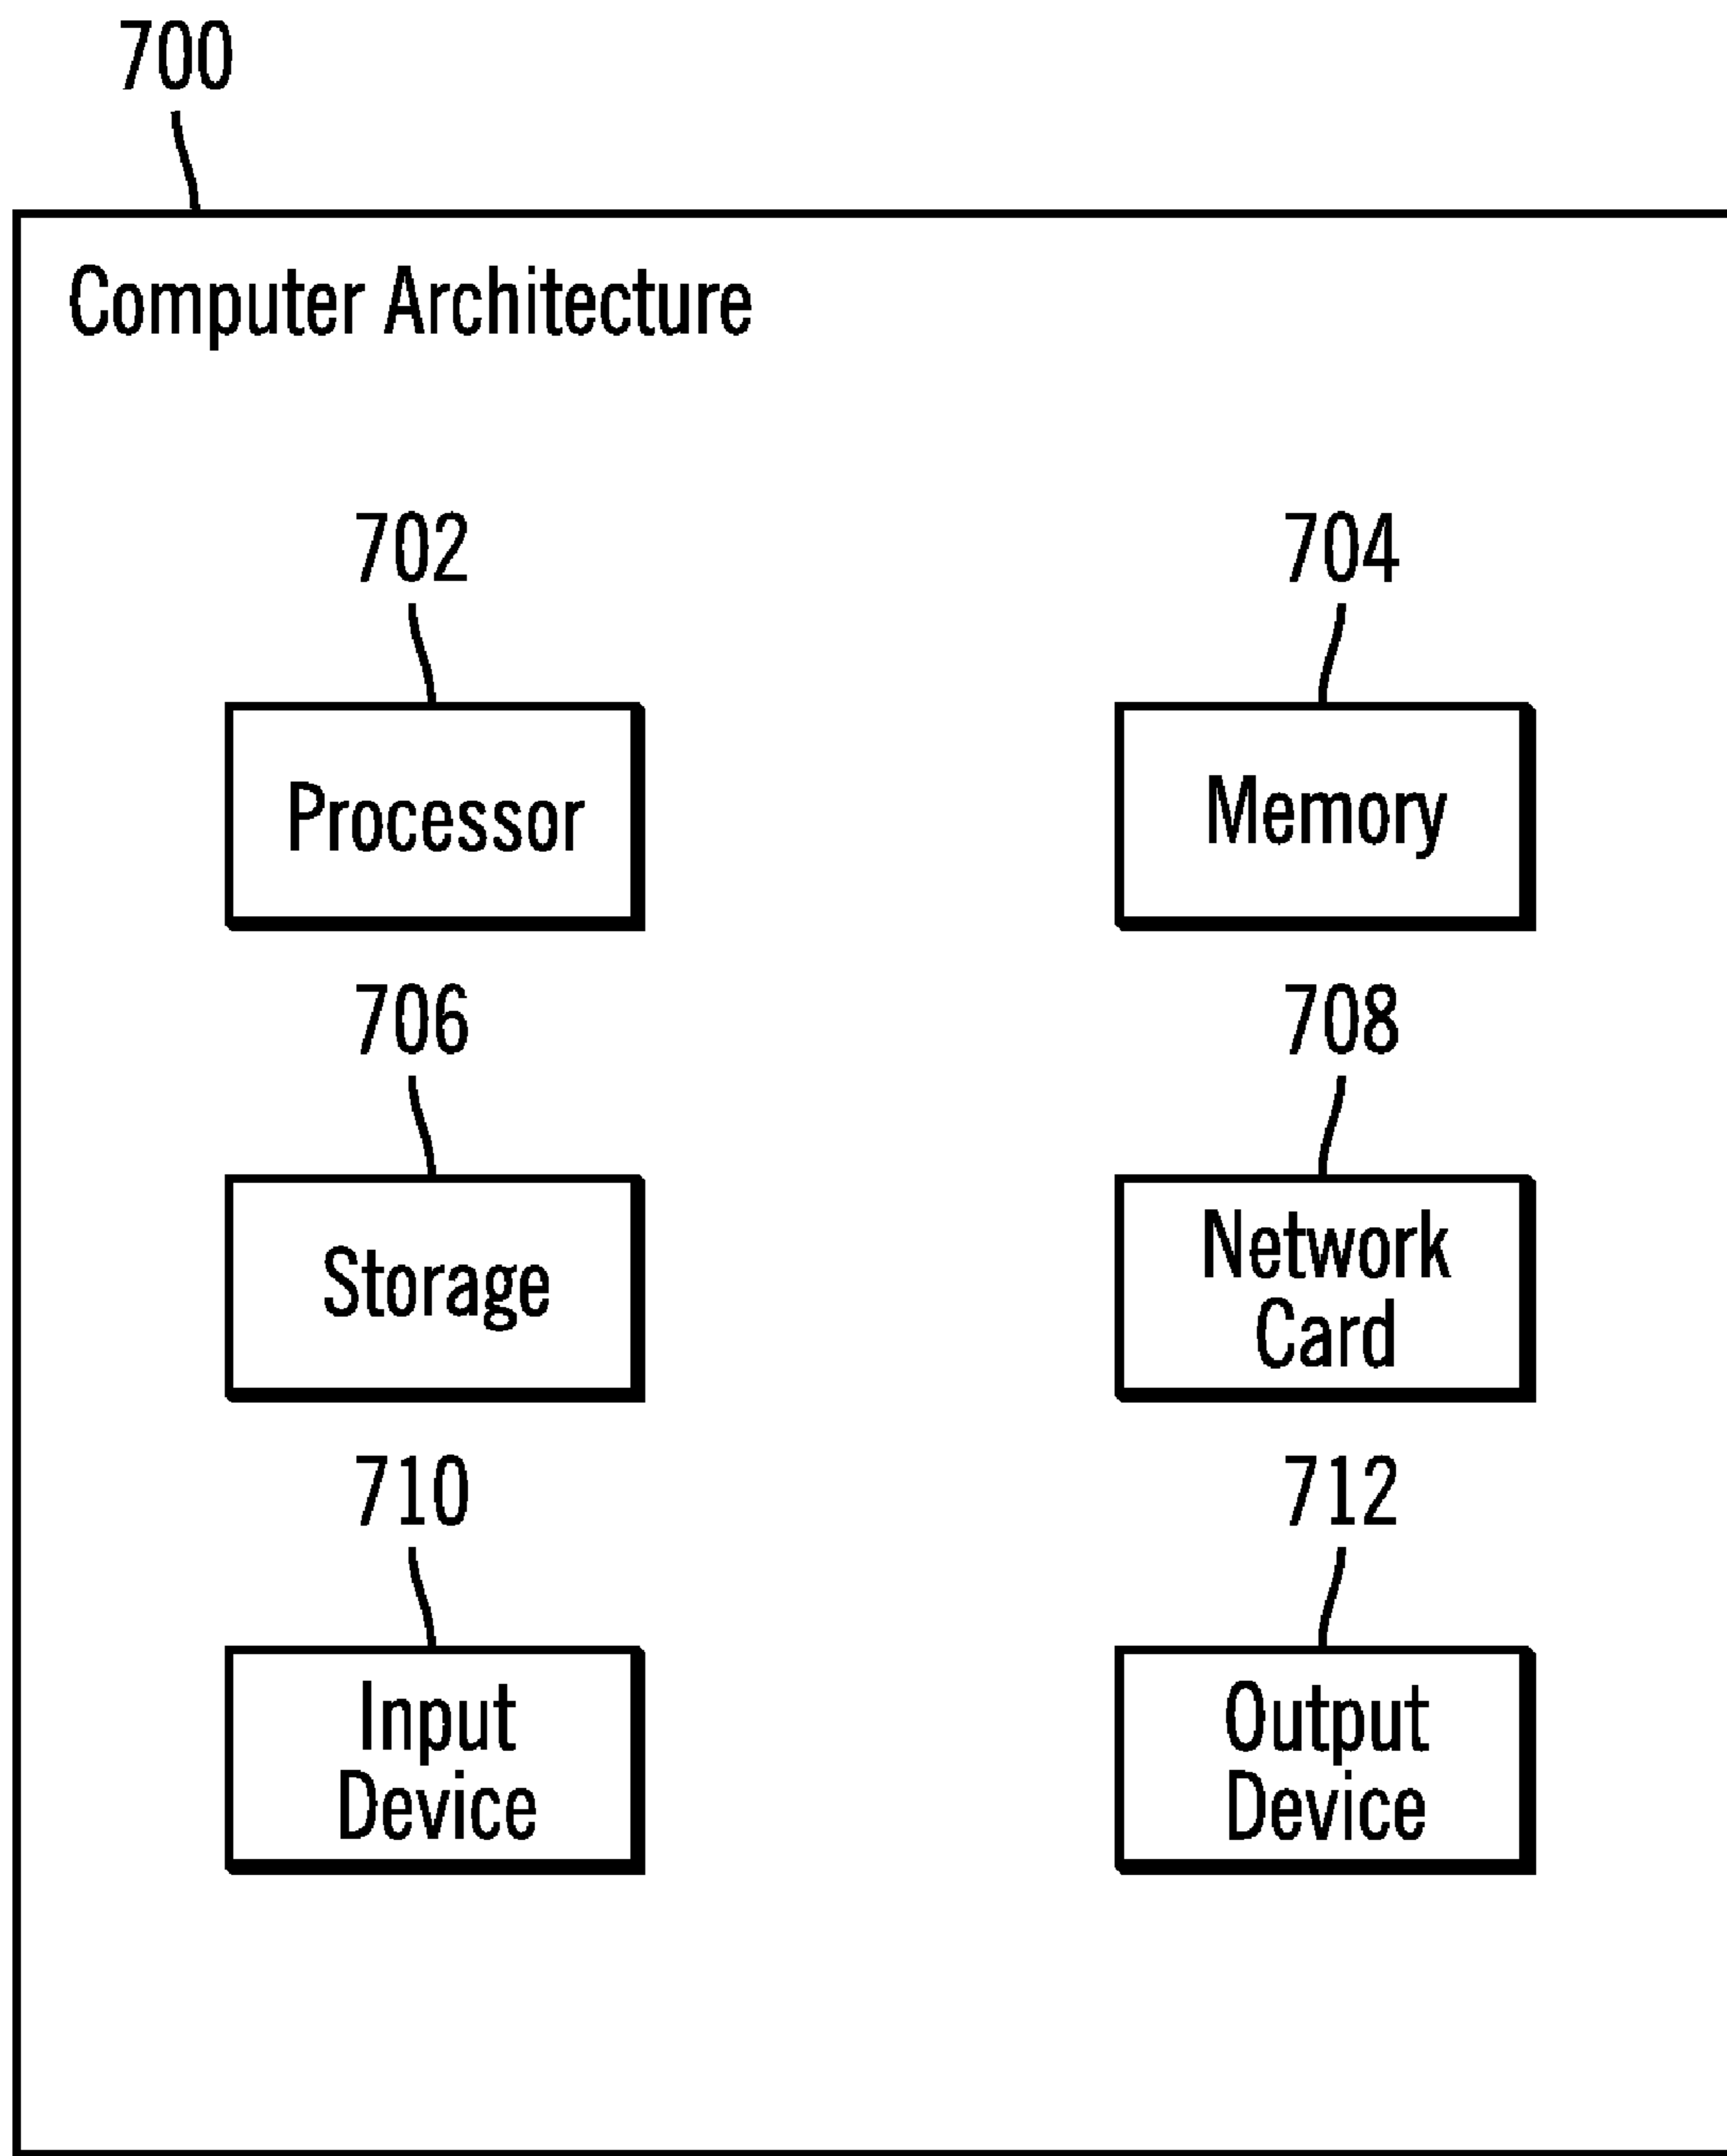 700
Computer Architecture
702
704
Processor
Memory
706
708
Storage
Network
Card
710
712
Input
Device
Output
Device